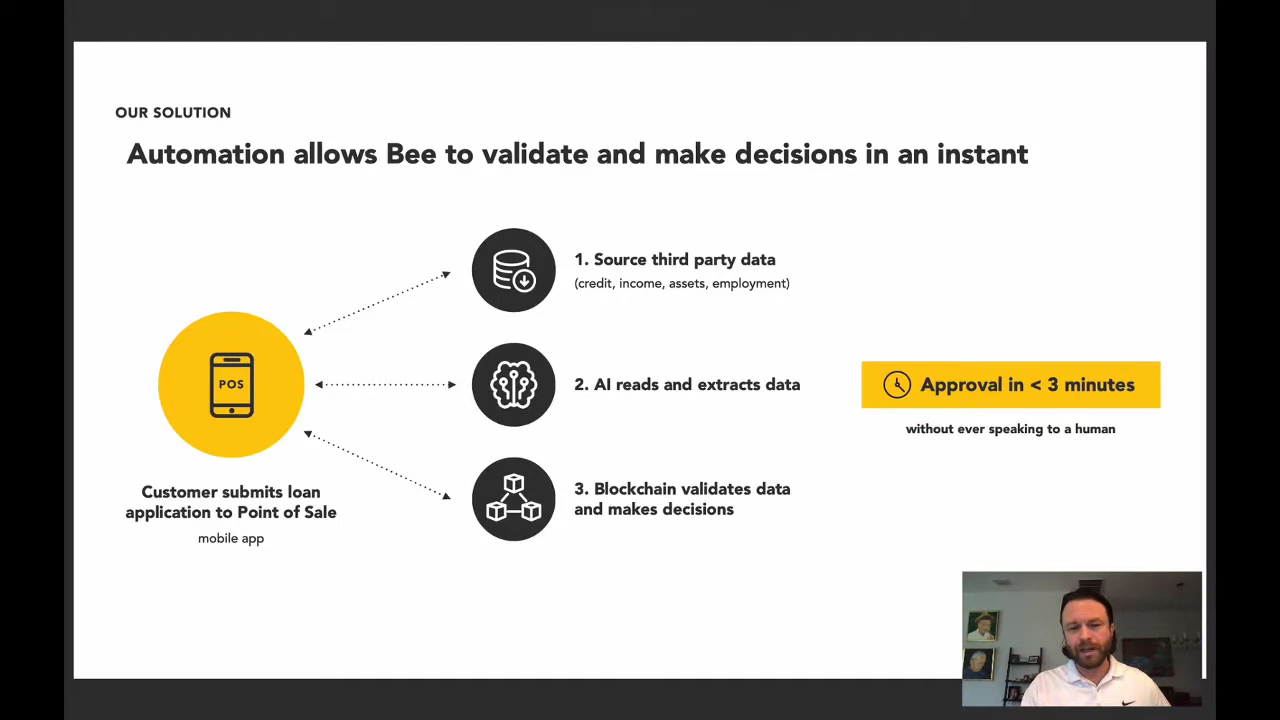 OUR SOLUTION
Automation allows Bee to validate and make decisions in an instant
1. Source third party data
(credit, income, assets, employment)
POS
2. AI reads and extracts data
Approval in < 3 minutes
without ever speaking to a human
Customer submits loan
application to Point of Sale
mobile app
3. Blockchain validates data
and makes decisions